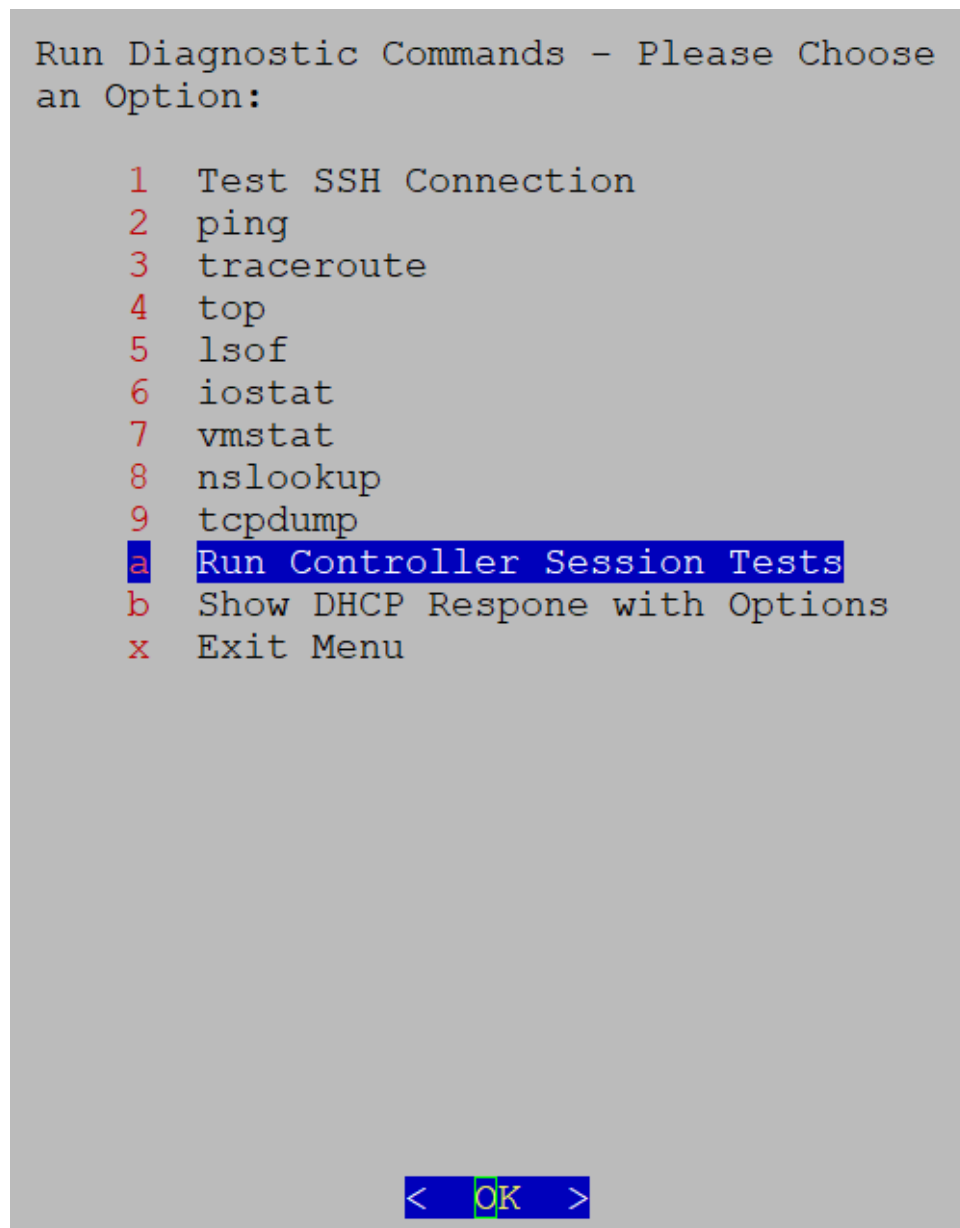 Run Diagnostic Commands - Please Choose
an Option:
1 Test SSH Connection
2 ping
3 traceroute
4 top
5 lsof
6 iostat
7 vmstat
8 nslookup
9 tcpdump
a Run Controller Session Tests
b Show DHCP Respone with Options
x Exit Menu
< OK >